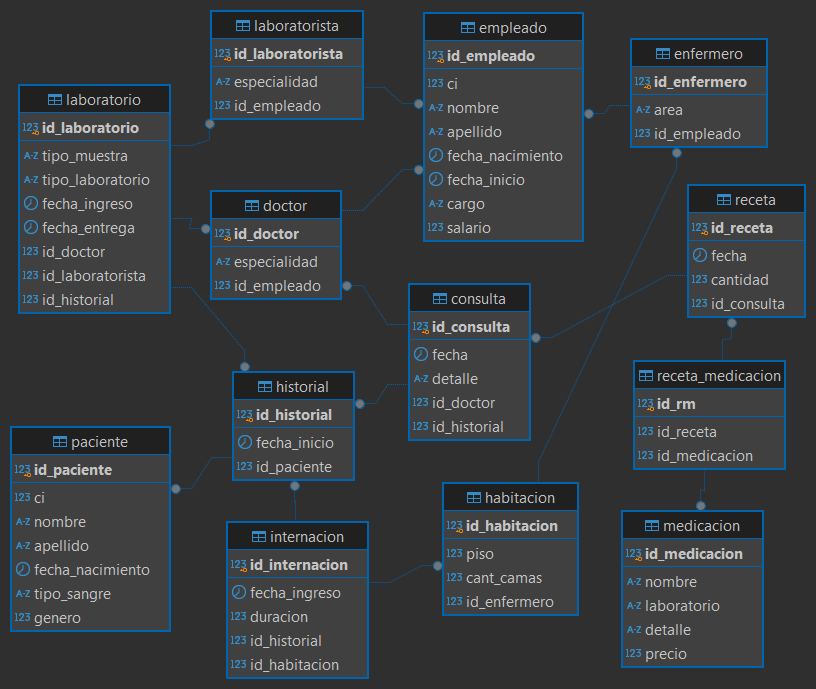 laboratorista
123 id_laboratorista
A-Z especialidad
123 id_empleado
empleado
123 id_empleado
123 ci
A-Z nombre
A-Z apellido
fecha_nacimiento
fecha_inicio
A-Z cargo
123 salario
enfermero
123 id_enfermero
A-Z area
123 id_empleado
laboratorio
123 id_laboratorio
A-Z tipo_muestra
A-Z tipo_laboratorio
fecha_ingreso
fecha_entrega
123 id_doctor
123 id_laboratorista
123 id_historial
doctor
123 id_doctor
A-Z especialidad
123 id_empleado
receta
123 id_receta
fecha
123 cantidad
123 id_consulta
consulta
123 id_consulta
fecha
A-Z detalle
123 id_doctor
123 id_historial
historial
123 id_historial
fecha_inicio
123 id_paciente
receta_medicacion
123 id_rm
123 id_receta
123 id_medicacion
paciente
123 id_paciente
123 ci
A-Z nombre
A-Z apellido
fecha_nacimiento
A-Z tipo_sangre
123 genero
internacion
123 id_internacion
fecha_ingreso
123 duracion
123 id_historial
123 id_habitacion
habitacion
123 id_habitacion
123 piso
123 cant_camas
123 id_enfermero
medicacion
123 id_medicacion
A-Z nombre
A-Z laboratorio
A-Z detalle
123 precio